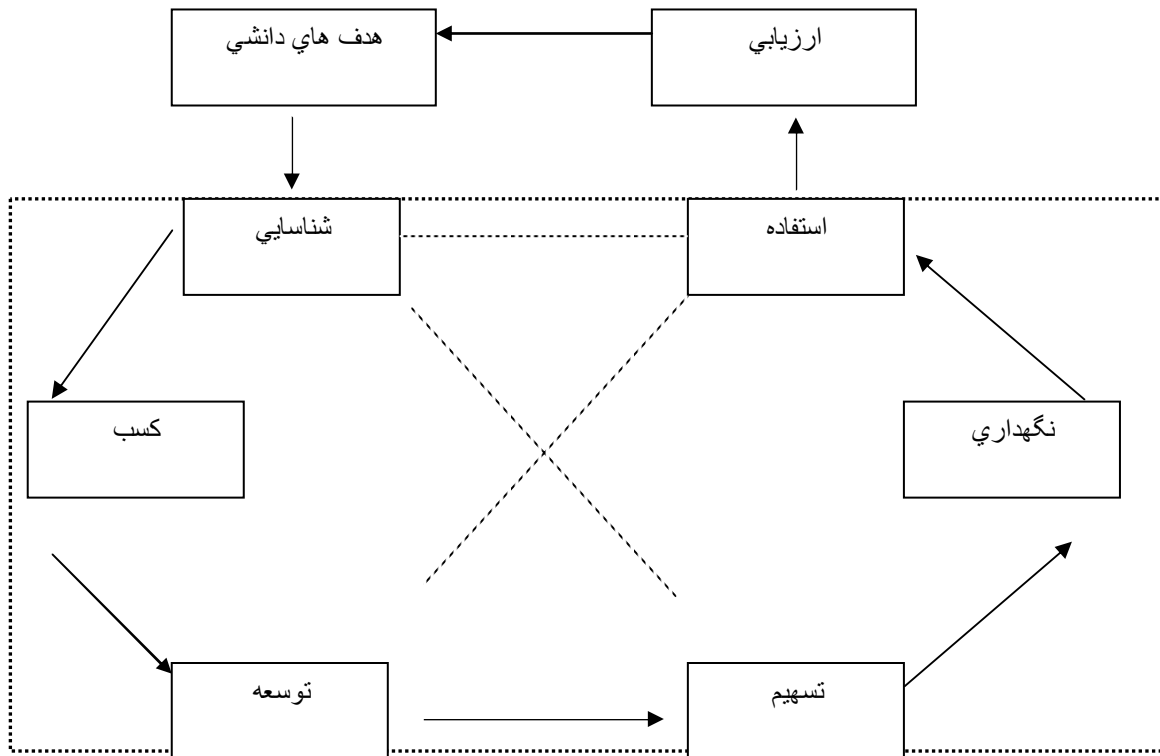 هدف هاي دانشي
ارزيابي
شناسايي
استفاده
كسب
نگهداري
توسعه
تسهيم